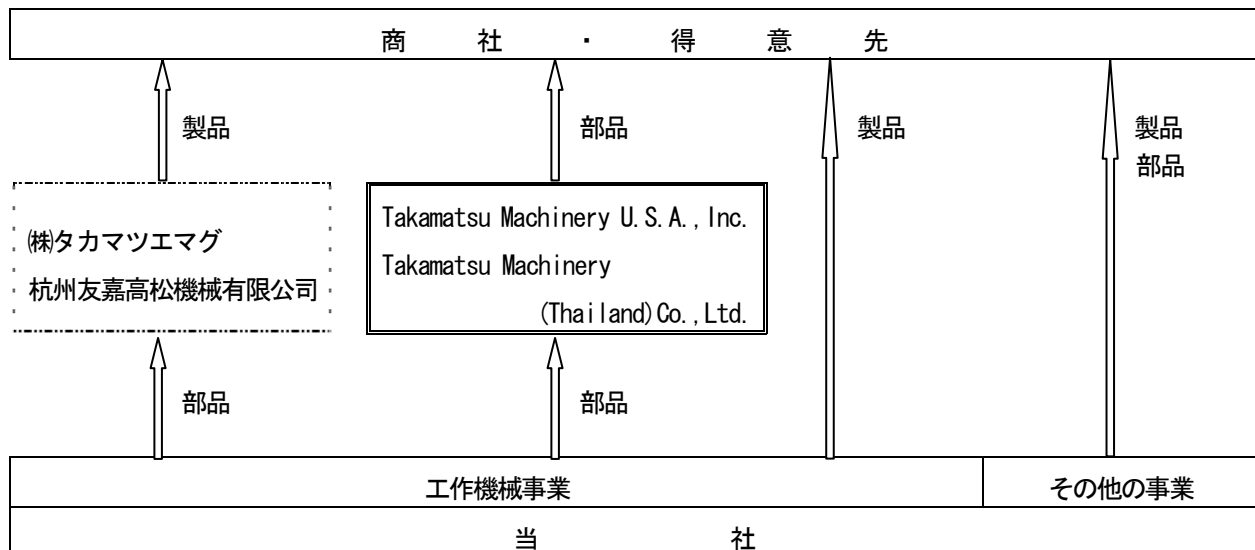 商社・得意先
製品
部品
製品
製品
部品
㈱タカマツエマグ
杭州友嘉高松機械有限公司
Takamatsu Machinery U.S.A.,Inc.
Takamatsu Machinery
(Thailand)Co.,Ltd.
部品
部品
工作機械事業
その他の事業
当社